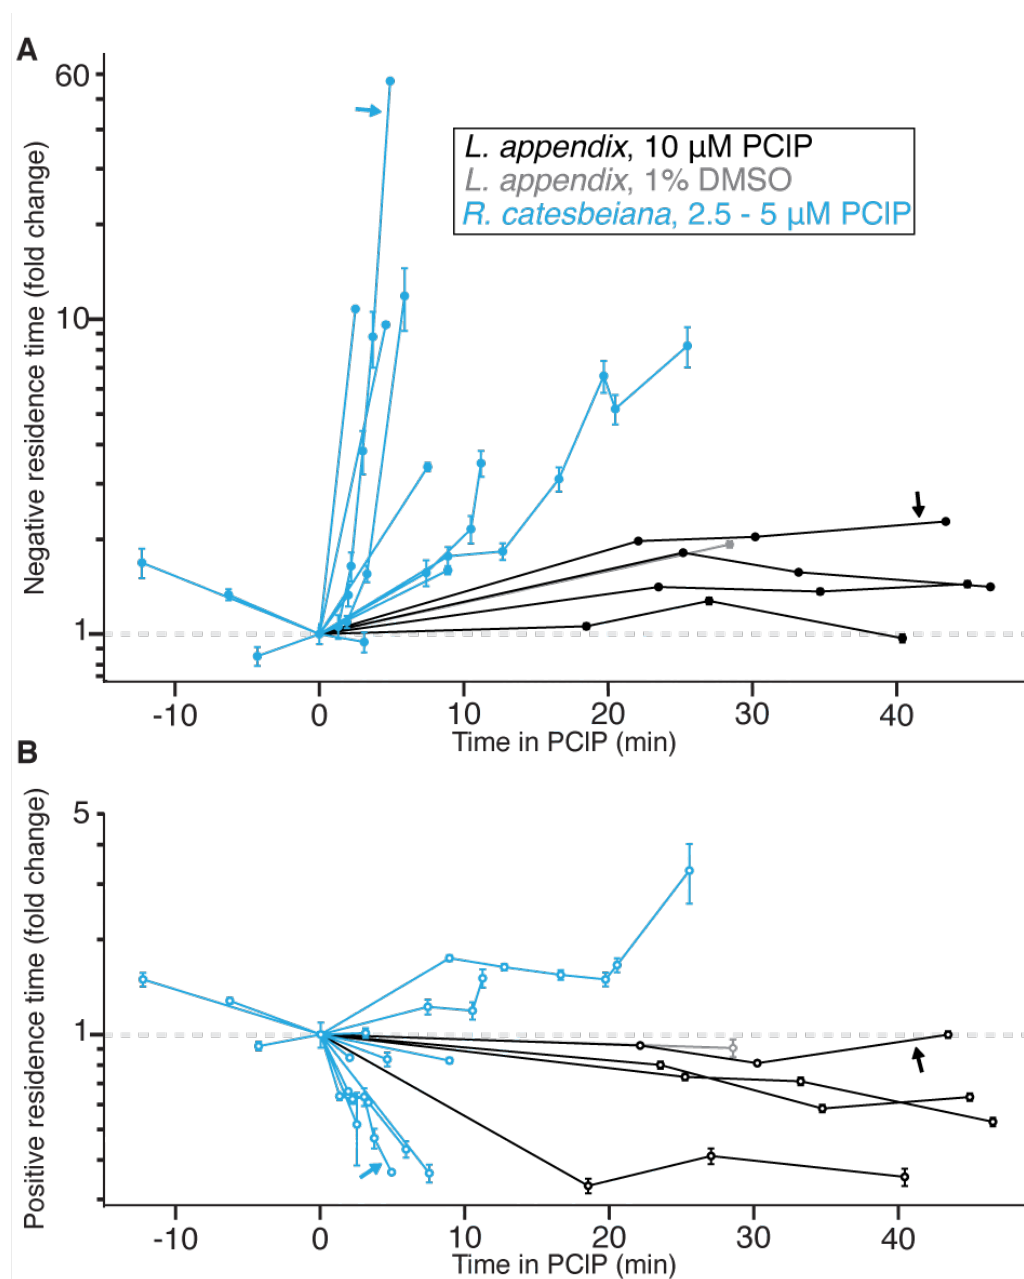 A
Negative residence time (fold change)
60
10
1
L. appendix, 10 µM PCIP
L. appendix, 1% DMSO
R. catesbeiana, 2.5 - 5 µM PCIP
-10 0 10 20 30 40
Time in PCIP (min)
B
Positive residence time (fold change)
5
1
-10 0 10 20 30 40
Time in PCIP (min)